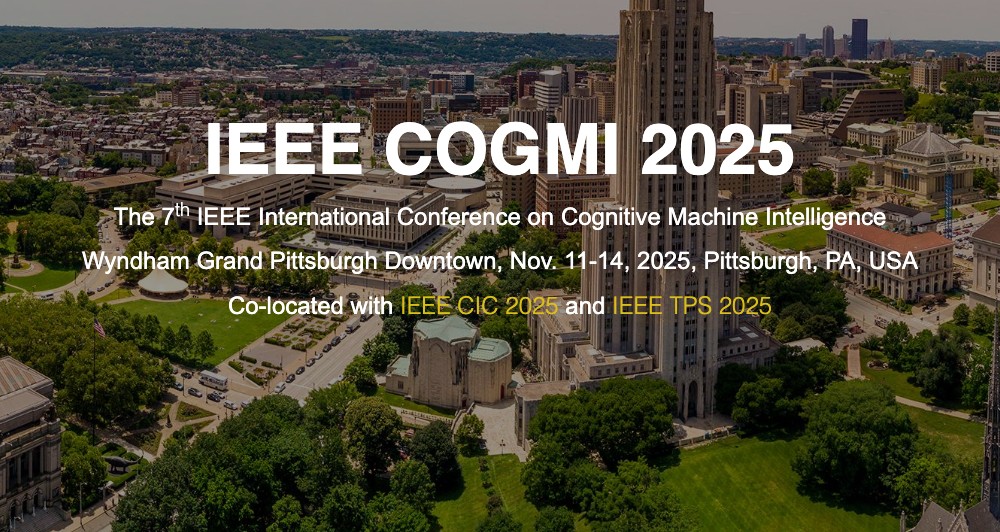 IEEE COGMI 2025
The 7th IEEE International Conference on Cognitive Machine Intelligence
Wyndham Grand Pittsburgh Downtown, Nov. 11-14, 2025, Pittsburgh, PA, USA
Co-located with IEEE CIC 2025 and IEEE TPS 2025